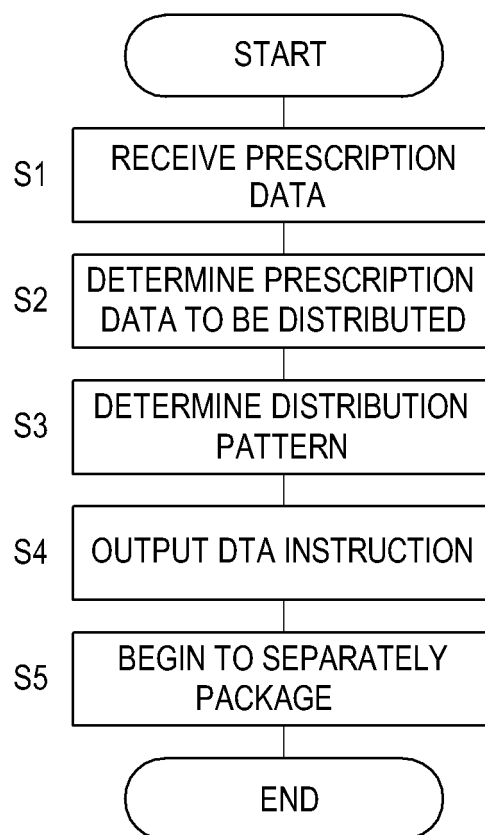 START
S1
RECEIVE PRESCRIPTION
DATA
S2
DETERMINE PRESCRIPTION
DATA TO BE DISTRIBUTED
S3
DETERMINE DISTRIBUTION
PATTERN
S4
OUTPUT DTA INSTRUCTION
S5
BEGIN TO SEPARATELY
PACKAGE
END